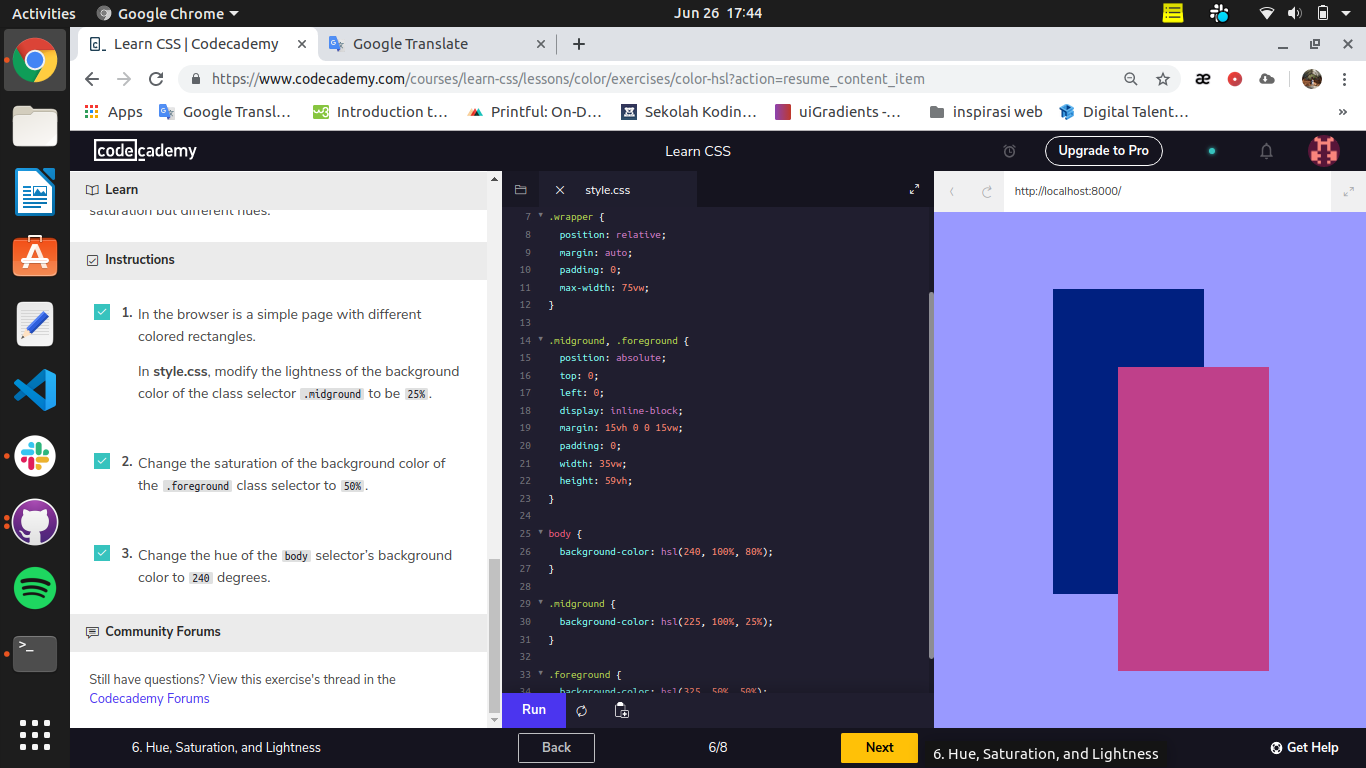 Activities
Google Chrome
Jun 26 17:44
Learn CSS | Codecademy
Google Translate
https://www.codecademy.com/courses/learn-css/lessons/color/exercises/color-hsl?action=resume_content_item
Apps
Google Transl...
Introduction t...
Printful: On-D...
Sekolah Kodin...
uiGradients -...
inspirasi web
Digital Talent...
»
codecademy
Learn CSS
Upgrade to Pro
Learn
saturation but different hues.
Instructions
1. In the browser is a simple page with different
colored rectangles.
In style.css, modify the lightness of the background
color of the class selector .midground to be 25%.
2. Change the saturation of the background color of
the .foreground class selector to 50%.
3. Change the hue of the body selector's background
color to 240 degrees.
Community Forums
Still have questions? View this exercise's thread in the
Codecademy Forums
style.css
7 .wrapper {
8 position: relative;
9 margin: auto;
10 padding: 0;
11 max-width: 75vw;
12 }
13
14 .midground, .foreground {
15 position: absolute;
16 top: 0;
17 left: 0;
18 display: inline-block;
19 margin: 15vh 0 0 15vw;
20 padding: 0;
21 width: 35vw;
22 height: 59vh;
23 }
24
25 body {
26 background-color: hsl(240, 100%, 80%);
27 }
28
29 .midground {
30 background-color: hsl(225, 100%, 25%);
31 }
32
33 .foreground {
34 background-color: hsl(325, 50%, 50%);
Run
http://localhost:8000/
6. Hue, Saturation, and Lightness
Back
6/8
Next
6. Hue, Saturation, and Lightness
Get Help